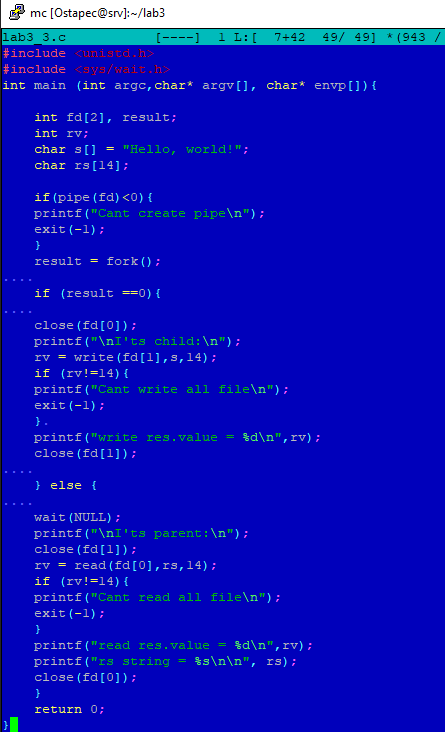 mc [Ostapec@srv]:~/lab3
lab3_3.c [----] 1 L:[ 7+42 49/ 49] *(943 /
#include <unistd.h>
#include <sys/wait.h>
int main (int argc,char* argv[], char* envp[]){
int fd[2], result;
int rv;
char s[] = "Hello, world!";
char rs[14];
if(pipe(fd)<0){
printf("Cant create pipe\n");
exit(-1);
}
result = fork();
....
if (result ==0){
....
close(fd[0]);
printf("\nI'ts child:\n");
rv = write(fd[1],s,14);
if (rv!=14){
printf("Cant write all file\n");
exit(-1);
}.
printf("write res.value = %d\n",rv);
close(fd[1]);
....
} else {
....
wait(NULL);
printf("\nI'ts parent:\n");
close(fd[1]);
rv = read(fd[0],rs,14);
if (rv!=14){
printf("Cant read all file\n");
exit(-1);
}
printf("read res.value = %d\n",rv);
printf("rs string = %s\n\n", rs);
close(fd[0]);
}
return 0;
}